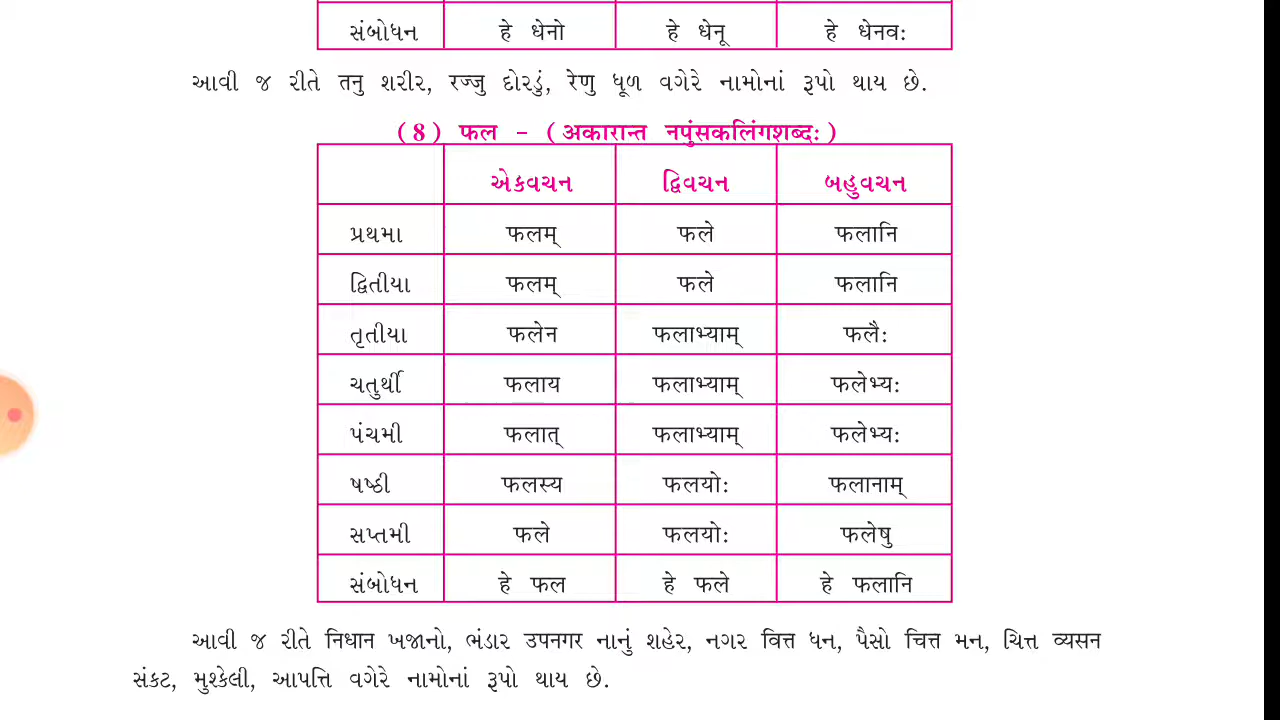 સંબોધન हे धेनो हे धेनू हे धेनवः
આવી જ રીતે तनु શરીર, रज्जु દોરડું, रेणु ધૂળ વગેરે નામોનાં રૂપો થાય છે.
(8) फल - (अकारान्त नपुंसकलिंगशब्दः)
એકવચન દ્વિવચન બહુવચન
પ્રથમા फलम् फले फलानि
દ્વિતીયા फलम् फले फलानि
તૃતીયા फलेन फलाभ्याम् फलैः
ચતુર્થી फलाय फलाभ्याम् फलेभ्यः
પંચમી फलात् फलाभ्याम् फलेभ्यः
ષષ્ઠી फलस्य फलयोः फलानाम्
સપ્તમી फले फलयोः फलेषु
સંબોધન हे फल हे फले हे फलानि
આવી જ રીતે निधान ખજાનો, ભંડાર उपनगर નાનું શહેર, નગર वित्त ધન, પૈસો चित्त મન, ચિત્ત व्यसन
સંકટ, મુશ્કેલી, આપત્તિ વગેરે નામોનાં રૂપો થાય છે.